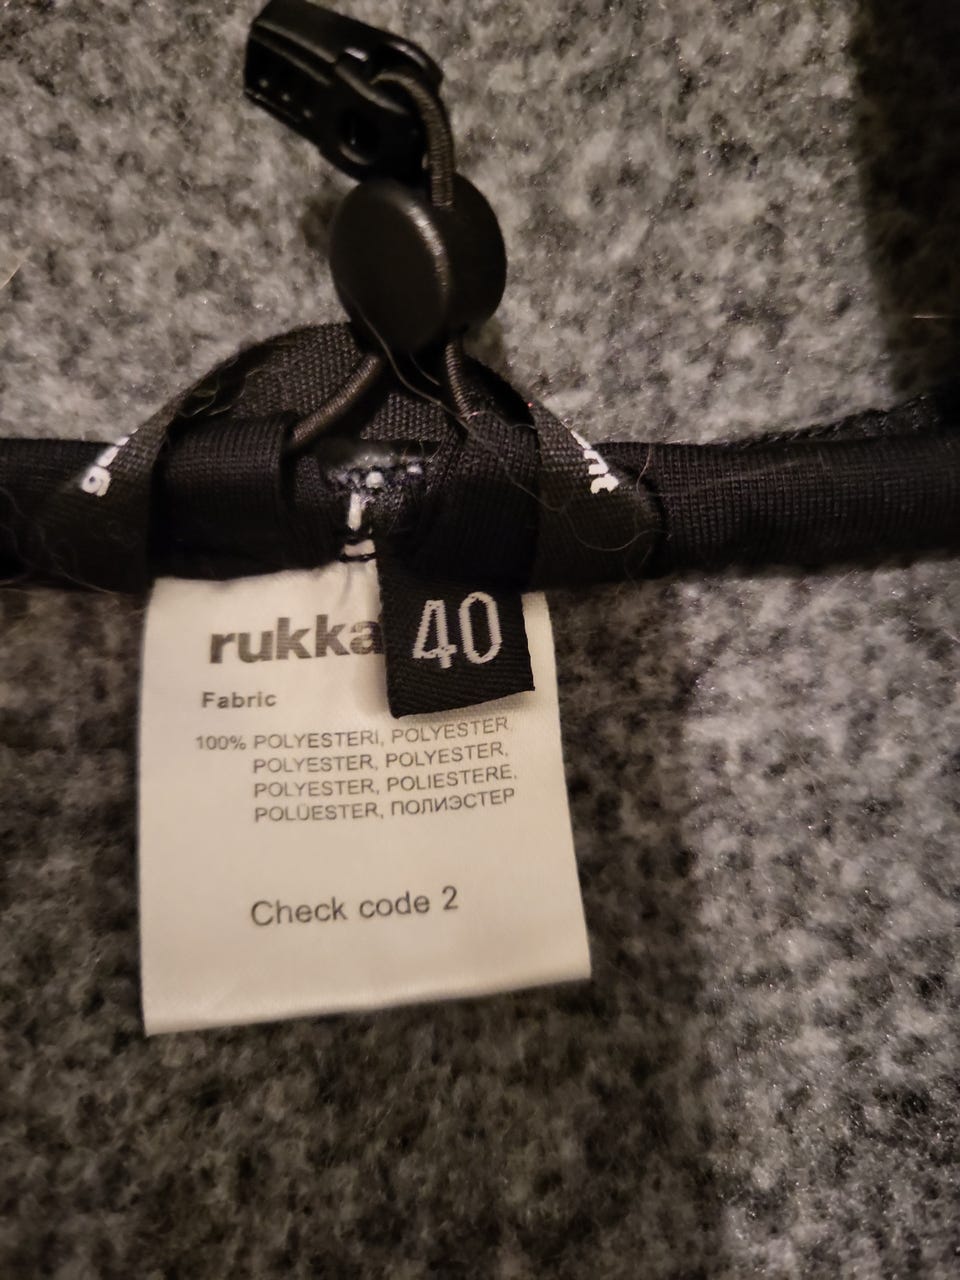 rukka
40
Fabric
100% POLYESTERI, POLYESTER,
POLYESTER, POLYESTER,
POLYESTER, POLIESTERE,
POLÜESTER, ПОЛИЭСТЕР
Check code 2